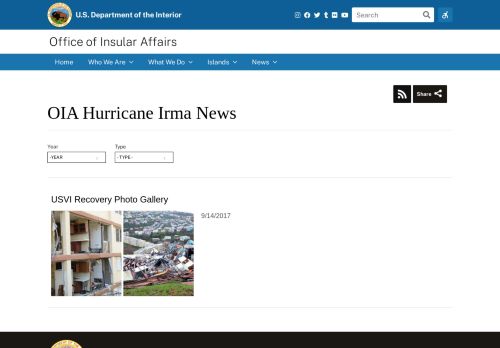 U.S. Department of the Interior
Search
Office of Insular Affairs
Home Who We Are What We Do Islands News
Share
OIA Hurricane Irma News
Year Type
-YEAR -TYPE-
USVI Recovery Photo Gallery
9/14/2017